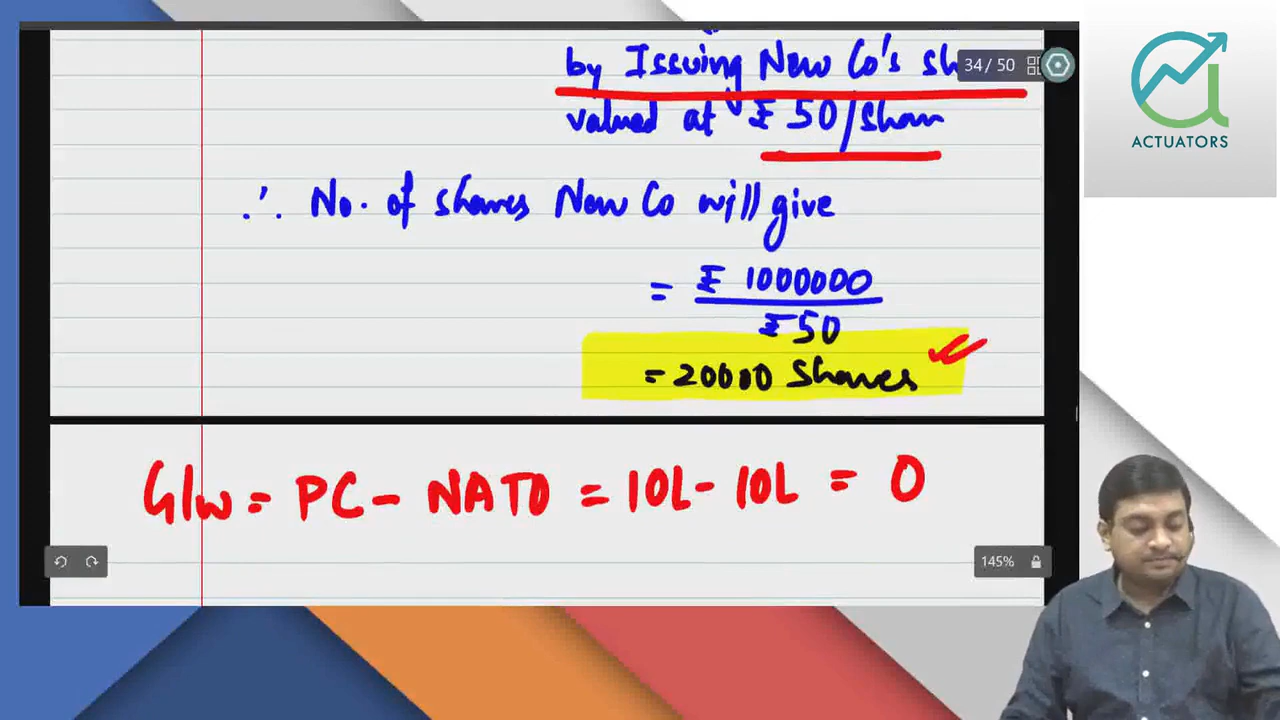 by Issuing New Co's sh
34 / 50
valued at ₹ 50/Share
∴ No. of shares New Co will give
= ₹ 1000000
₹50
= 20000 Shares
G/w = PC - NATO = 10L - 10L = 0
145%
ACTUATORS